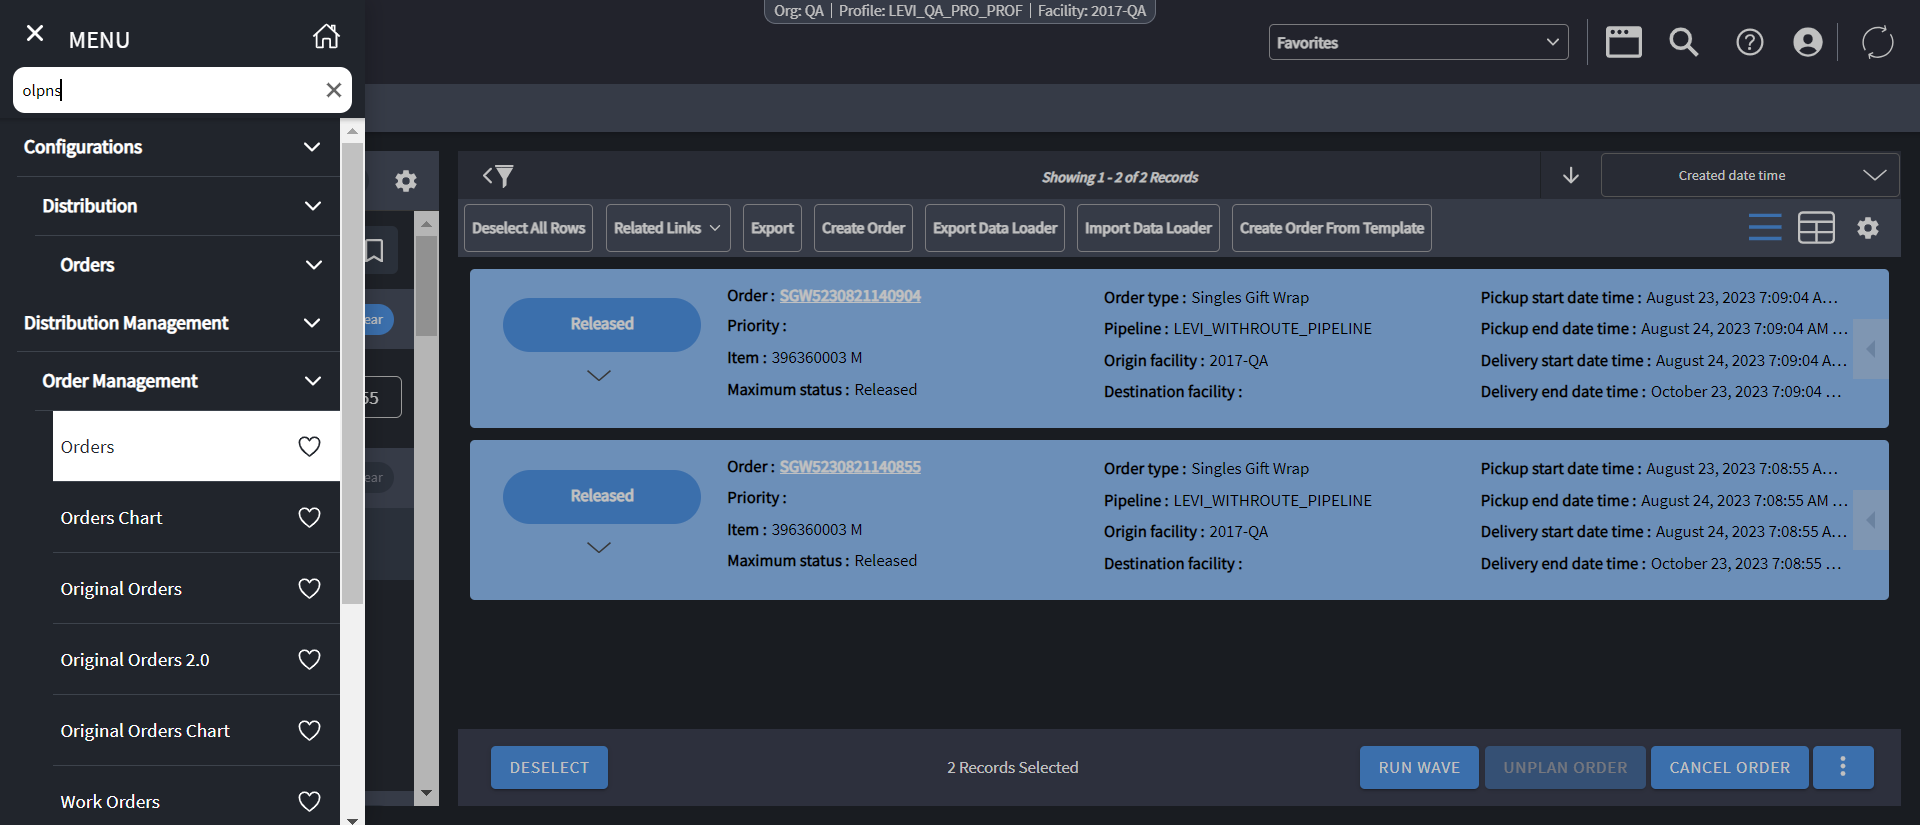 Org: QA | Profile: LEVI_QA_PRO_PROF | Facility: 2017-QA
MENU
Favorites
olpns
Configurations
Distribution
Orders
Distribution Management
Order Management
Orders
Orders Chart
Original Orders
Original Orders 2.0
Original Orders Chart
Work Orders
ear
55
ear
Showing 1 - 2 of 2 Records
Created date time
Deselect All Rows
Related Links
Export
Create Order
Export Data Loader
Import Data Loader
Create Order From Template
Released
Order : SGW5230821140904
Priority :
Item : 396360003 M
Maximum status : Released
Order type : Singles Gift Wrap
Pipeline : LEVI_WITHROUTE_PIPELINE
Origin facility : 2017-QA
Destination facility :
Pickup start date time : August 23, 2023 7:09:04 A...
Pickup end date time : August 24, 2023 7:09:04 AM ...
Delivery start date time : August 24, 2023 7:09:04 A...
Delivery end date time : October 23, 2023 7:09:04 ...
Released
Order : SGW5230821140855
Priority :
Item : 396360003 M
Maximum status : Released
Order type : Singles Gift Wrap
Pipeline : LEVI_WITHROUTE_PIPELINE
Origin facility : 2017-QA
Destination facility :
Pickup start date time : August 23, 2023 7:08:55 A...
Pickup end date time : August 24, 2023 7:08:55 AM ...
Delivery start date time : August 24, 2023 7:08:55 A...
Delivery end date time : October 23, 2023 7:08:55 ...
DESELECT
2 Records Selected
RUN WAVE
UNPLAN ORDER
CANCEL ORDER